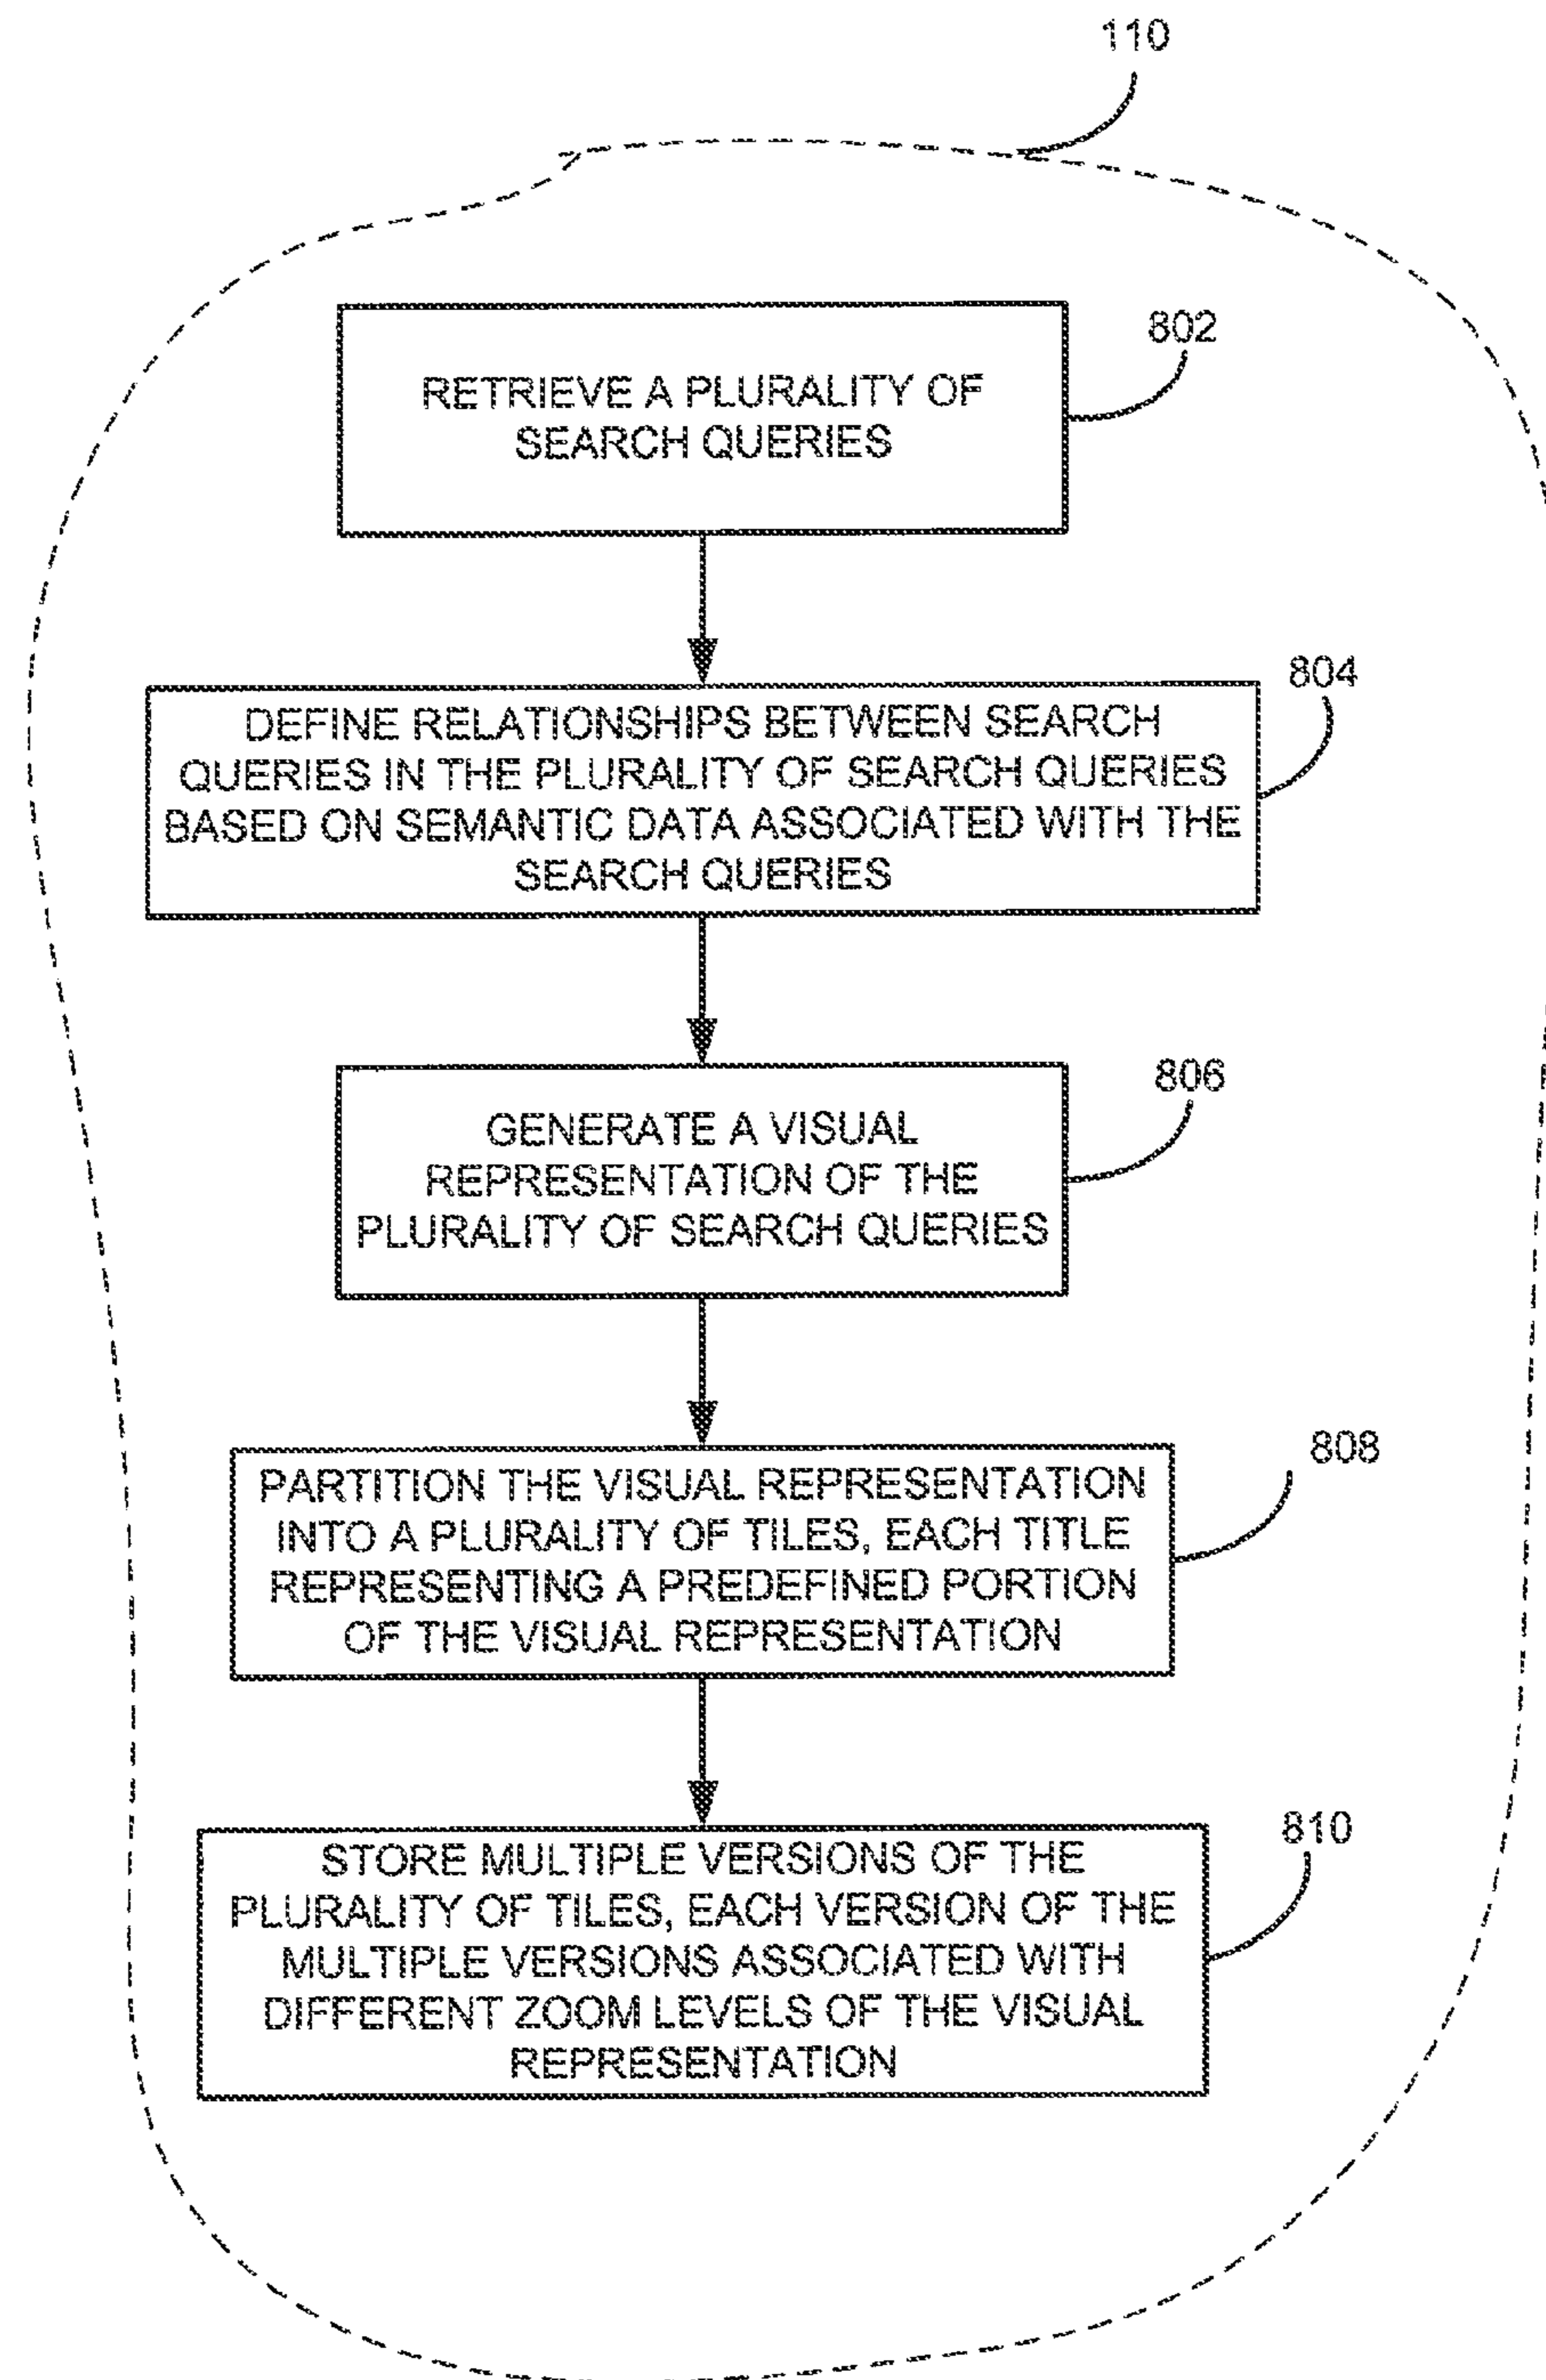 110
802
RETRIEVE A PLURALITY OF
SEARCH QUERIES
804
DEFINE RELATIONSHIPS BETWEEN SEARCH
QUERIES IN THE PLURALITY OF SEARCH QUERIES
BASED ON SEMANTIC DATA ASSOCIATED WITH THE
SEARCH QUERIES
806
GENERATE A VISUAL
REPRESENTATION OF THE
PLURALITY OF SEARCH QUERIES
808
PARTITION THE VISUAL REPRESENTATION
INTO A PLURALITY OF TILES, EACH TITLE
REPRESENTING A PREDEFINED PORTION
OF THE VISUAL REPRESENTATION
810
STORE MULTIPLE VERSIONS OF THE
PLURALITY OF TILES, EACH VERSION OF THE
MULTIPLE VERSIONS ASSOCIATED WITH
DIFFERENT ZOOM LEVELS OF THE VISUAL
REPRESENTATION